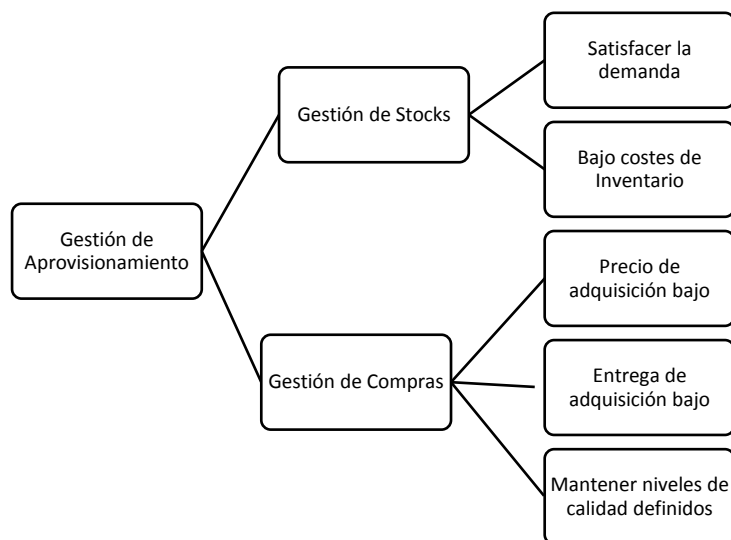 Gestión de
Aprovisionamiento
Gestión de Stocks
Satisfacer la
demanda
Bajo costes de
Inventario
Gestión de Compras
Precio de
adquisición bajo
Entrega de
adquisición bajo
Mantener niveles de
calidad definidos